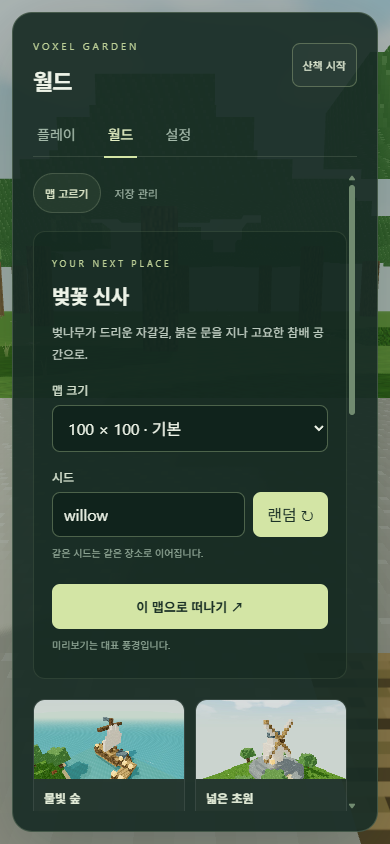 VOXEL GARDEN
월드
산책 시작
플레이
월드
설정
맵 고르기
저장 관리
YOUR NEXT PLACE
벚꽃 신사
벚나무가 드리운 자갈길, 붉은 문을 지나 고요한 참배 공
간으로.
맵 크기
100 × 100 · 기본
시드
willow
랜덤 ↻
같은 시드는 같은 장소로 이어집니다.
이 맵으로 떠나기 ↗
미리보기는 대표 풍경입니다.
물빛 숲
넓은 초원